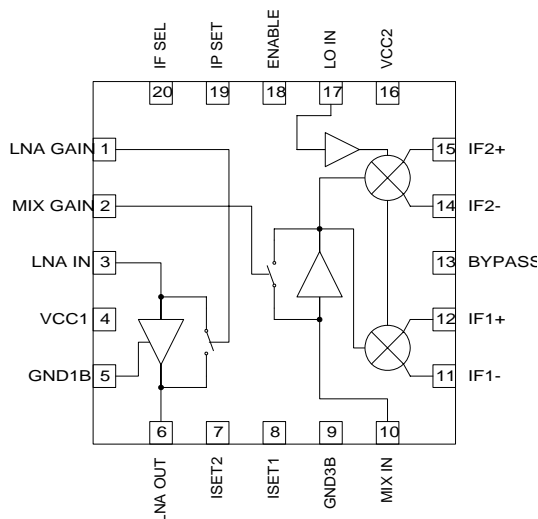 IF SEL
IP SET
ENABLE
LO IN
VCC2
20
19
18
17
16
LNA GAIN 1
MIX GAIN 2
LNA IN 3
VCC1 4
GND1B 5
15 IF2+
14 IF2-
13 BYPASS
12 IF1+
11 IF1-
6
7
8
9
10
LNA OUT
ISET2
ISET1
GND3B
MIX IN